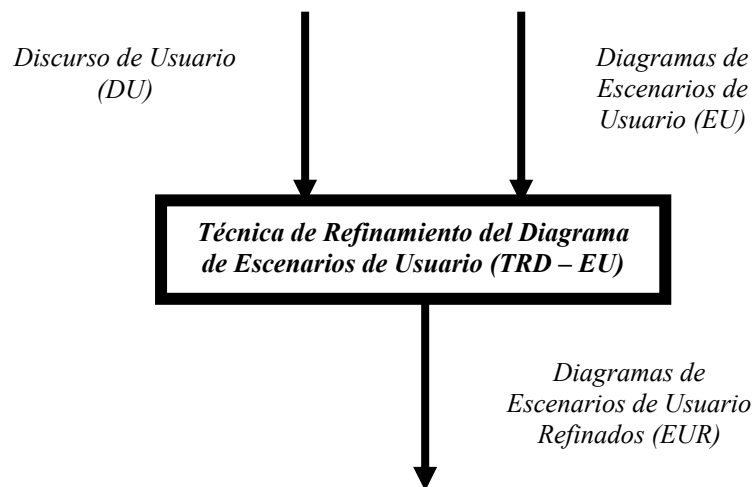 Discurso de Usuario
(DU)
Diagramas de
Escenarios de
Usuario (EU)
Técnica de Refinamiento del Diagrama
de Escenarios de Usuario (TRD – EU)
Diagramas de
Escenarios de Usuario
Refinados (EUR)